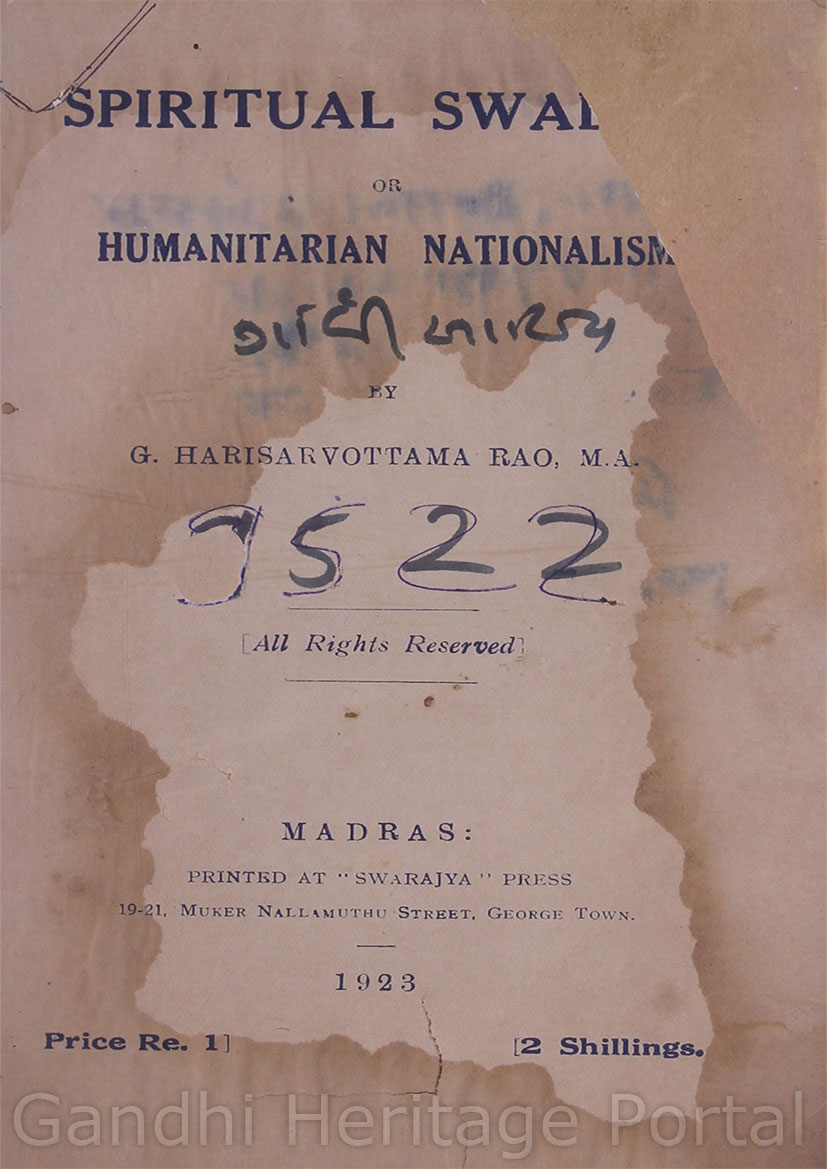 SPIRITUAL SWA
OR
HUMANITARIAN NATIONALISM
ગાંધી
BY
G. HARISARVOTTAMA RAO, M.A.
[All Rights Reserved]
MADRAS:
PRINTED AT "SWARAJYA" PRESS
19-21, MUKER NALLAMUTHU STREET, GEORGE TOWN.
1923
Price Re. 1] [2 Shillings.
Gandhi Heritage Portal